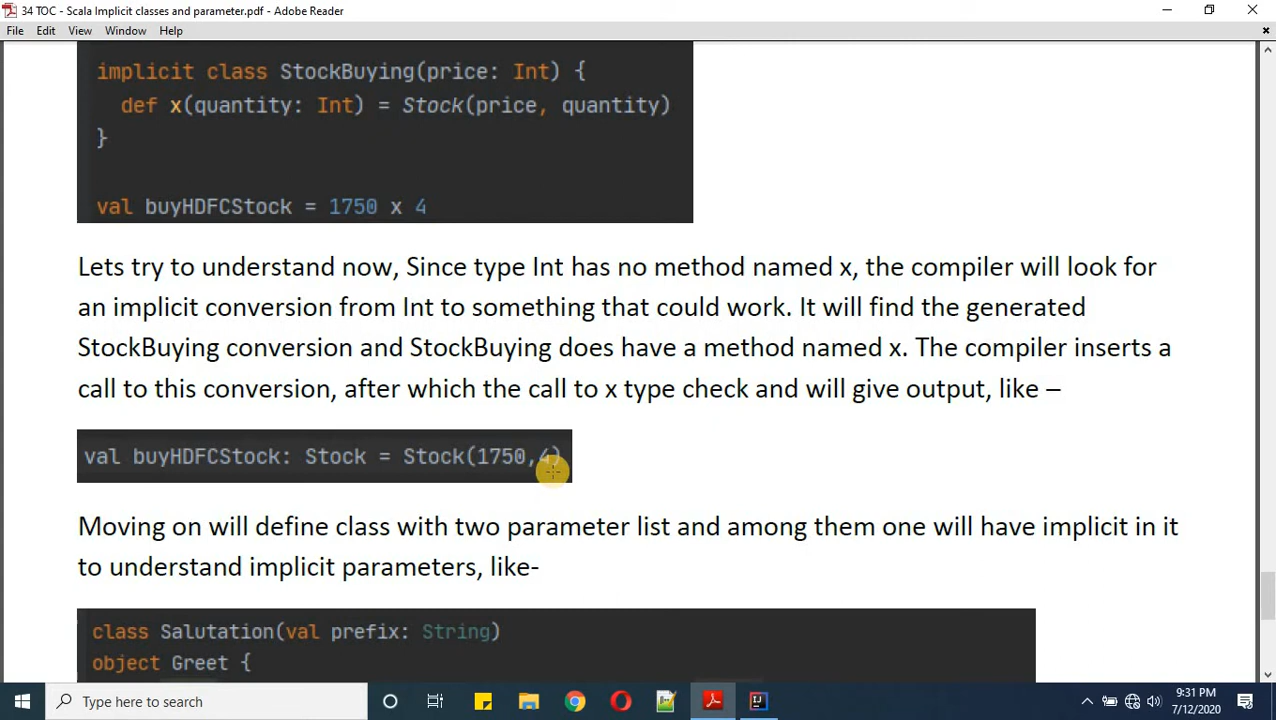 34 TOC - Scala Implicit classes and parameter.pdf - Adobe Reader
File Edit View Window Help
implicit class StockBuying(price: Int) {
def x(quantity: Int) = Stock(price, quantity)
}
val buyHDFCStock = 1750 x 4
Lets try to understand now, Since type Int has no method named x, the compiler will look for
an implicit conversion from Int to something that could work. It will find the generated
StockBuying conversion and StockBuying does have a method named x. The compiler inserts a
call to this conversion, after which the call to x type check and will give output, like –
val buyHDFCStock: Stock = Stock(1750,4)
Moving on will define class with two parameter list and among them one will have implicit in it
to understand implicit parameters, like-
class Salutation(val prefix: String)
object Greet {
Type here to search
9:31 PM
7/12/2020